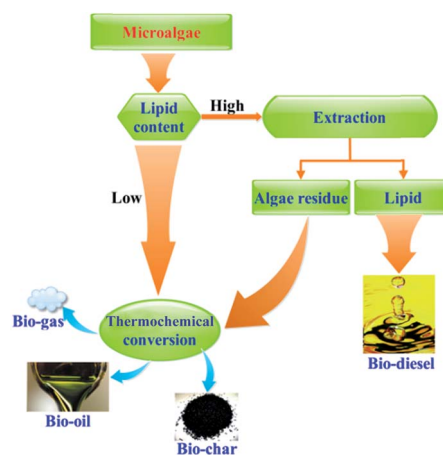 Microalgae
Lipid
content
High
Extraction
Low
Algae residue
Lipid
Thermochemical
conversion
Bio-gas
Bio-diesel
Bio-oil
Bio-char